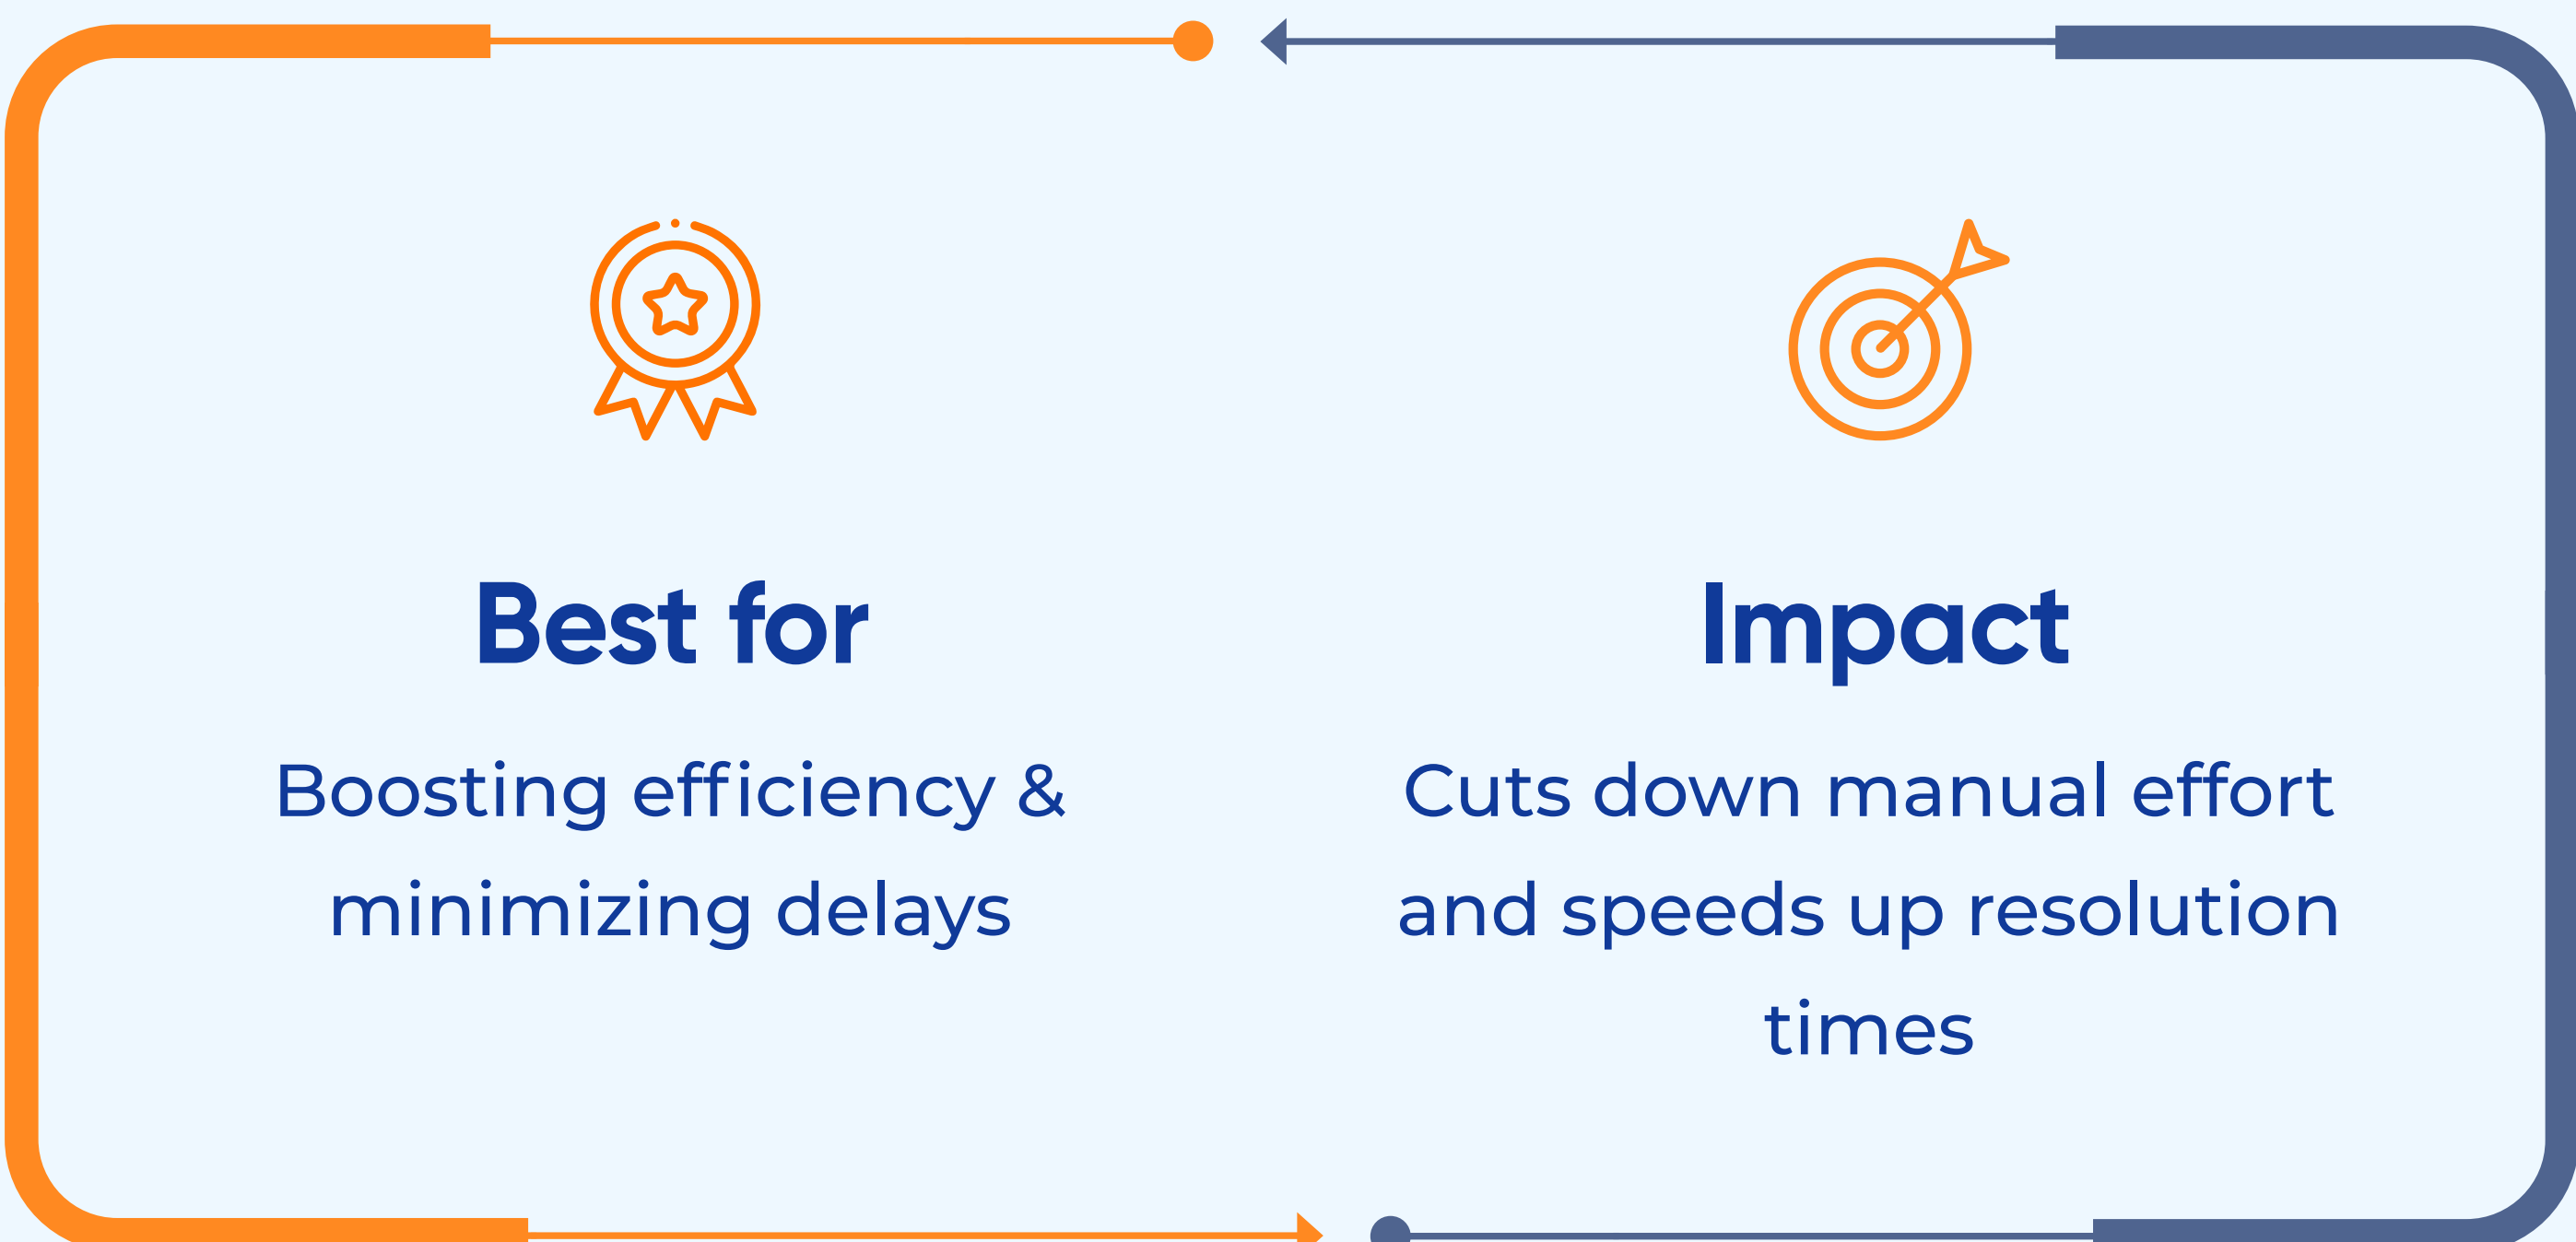 Best for
Boosting efficiency &
minimizing delays
Impact
Cuts down manual effort
and speeds up resolution
times